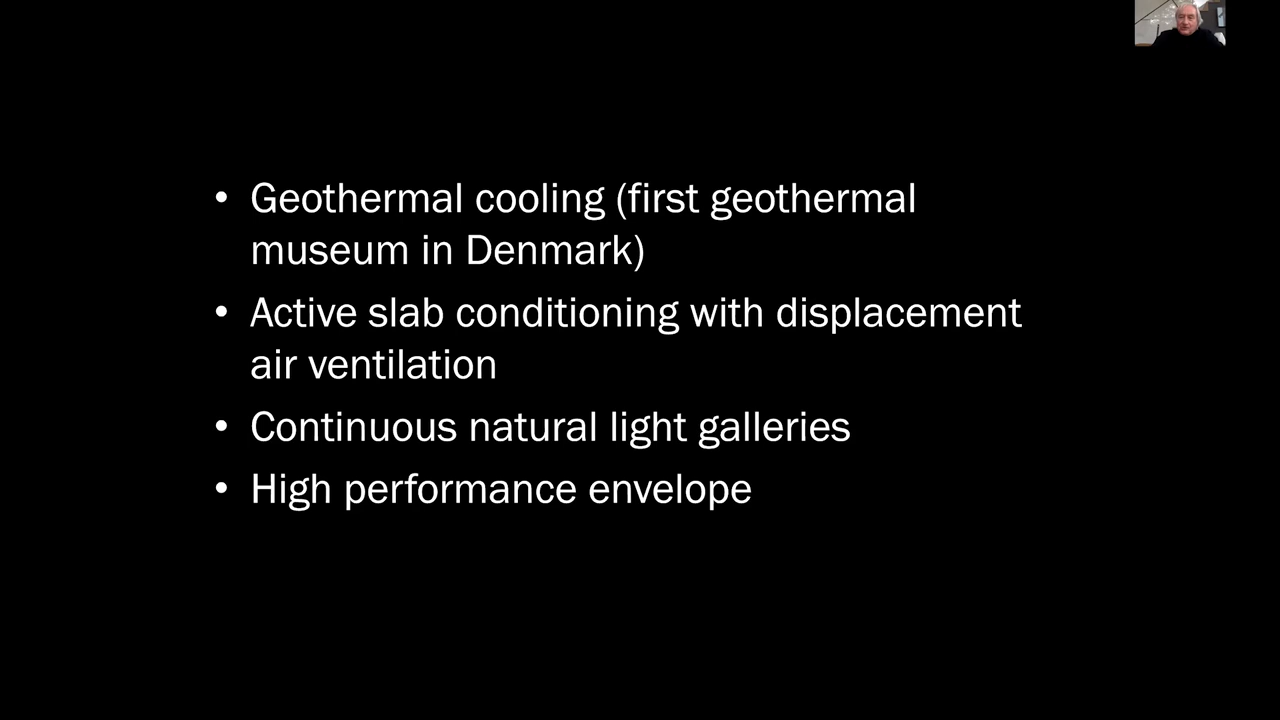 • Geothermal cooling (first geothermal
museum in Denmark)
• Active slab conditioning with displacement
air ventilation
• Continuous natural light galleries
• High performance envelope